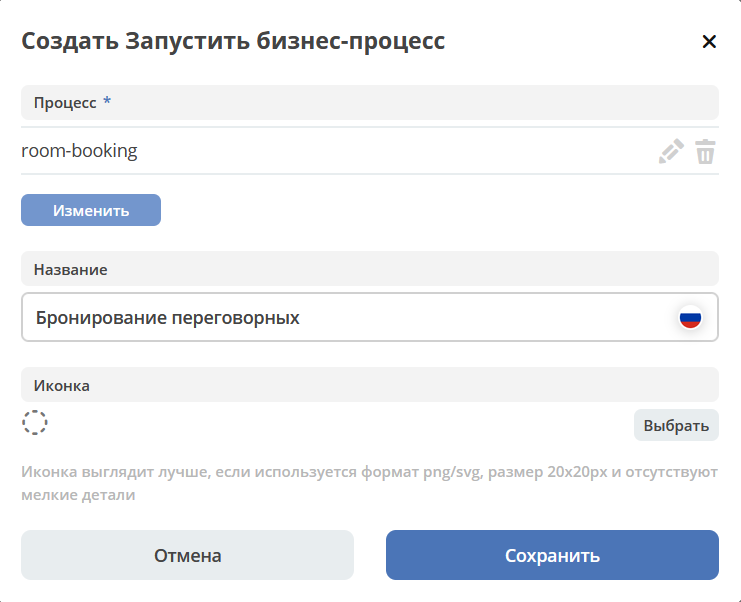 Создать Запустить бизнес-процесс
Процесс *
room-booking
Изменить
Название
Бронирование переговорных
Иконка
Выбрать
Иконка выглядит лучше, если используется формат png/svg, размер 20x20px и отсутствуют
мелкие детали
Отмена
Сохранить